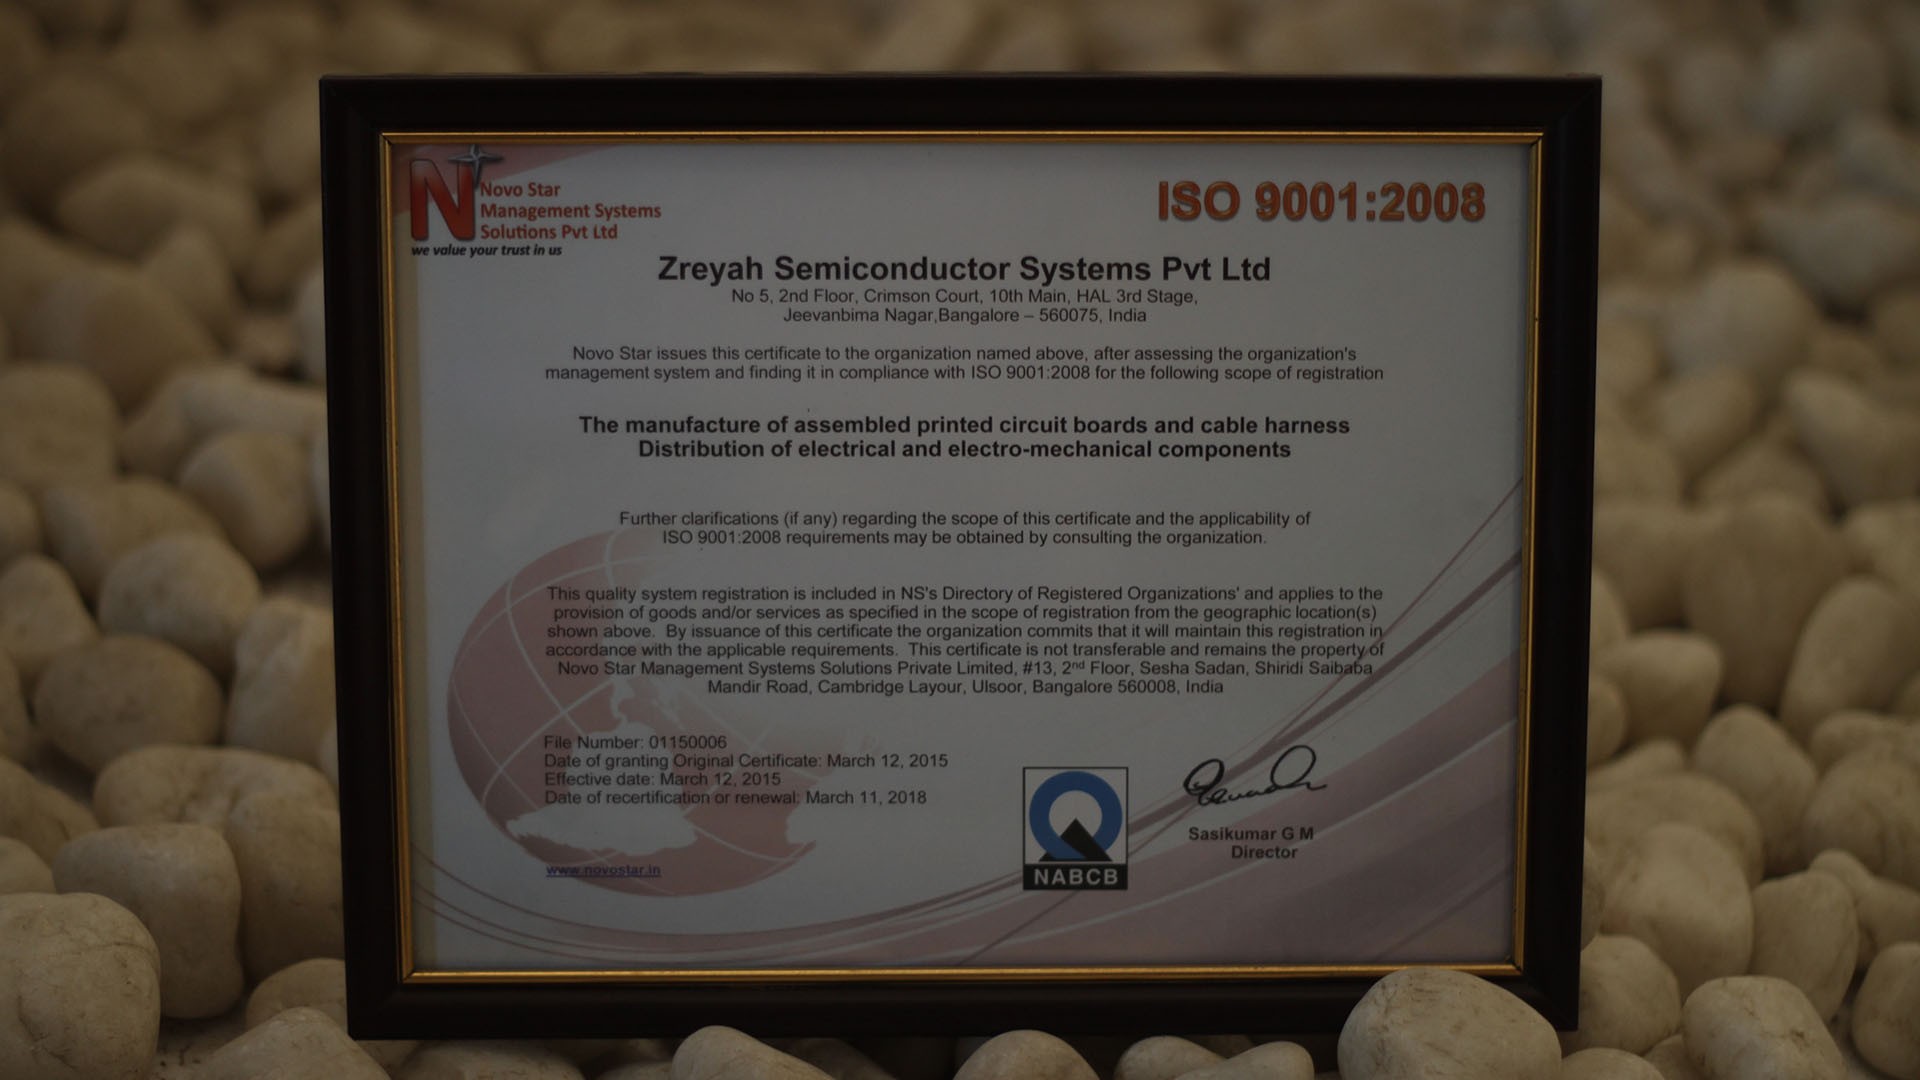 N
Novo Star
Management Systems
Solutions Pvt Ltd
we value your trust in us
ISO 9001:2008
Zreyah Semiconductor Systems Pvt Ltd
No 5, 2nd Floor, Crimson Court, 10th Main, HAL 3rd Stage,
Jeevanbima Nagar,Bangalore – 560075, India
Novo Star issues this certificate to the organization named above, after assessing the organization's
management system and finding it in compliance with ISO 9001:2008 for the following scope of registration
The manufacture of assembled printed circuit boards and cable harness
Distribution of electrical and electro-mechanical components
Further clarifications (if any) regarding the scope of this certificate and the applicability of
ISO 9001:2008 requirements may be obtained by consulting the organization.
This quality system registration is included in NS's Directory of Registered Organizations' and applies to the
provision of goods and/or services as specified in the scope of registration from the geographic location(s)
shown above. By issuance of this certificate the organization commits that it will maintain this registration in
accordance with the applicable requirements. This certificate is not transferable and remains the property of
Novo Star Management Systems Solutions Private Limited, #13, 2nd Floor, Sesha Sadan, Shiridi Saibaba
Mandir Road, Cambridge Layour, Ulsoor, Bangalore 560008, India
File Number: 01150006
Date of granting Original Certificate: March 12, 2015
Effective date: March 12, 2015
Date of recertification or renewal: March 11, 2018
www.novostar.in
NABCB
Sasikumar G M
Director